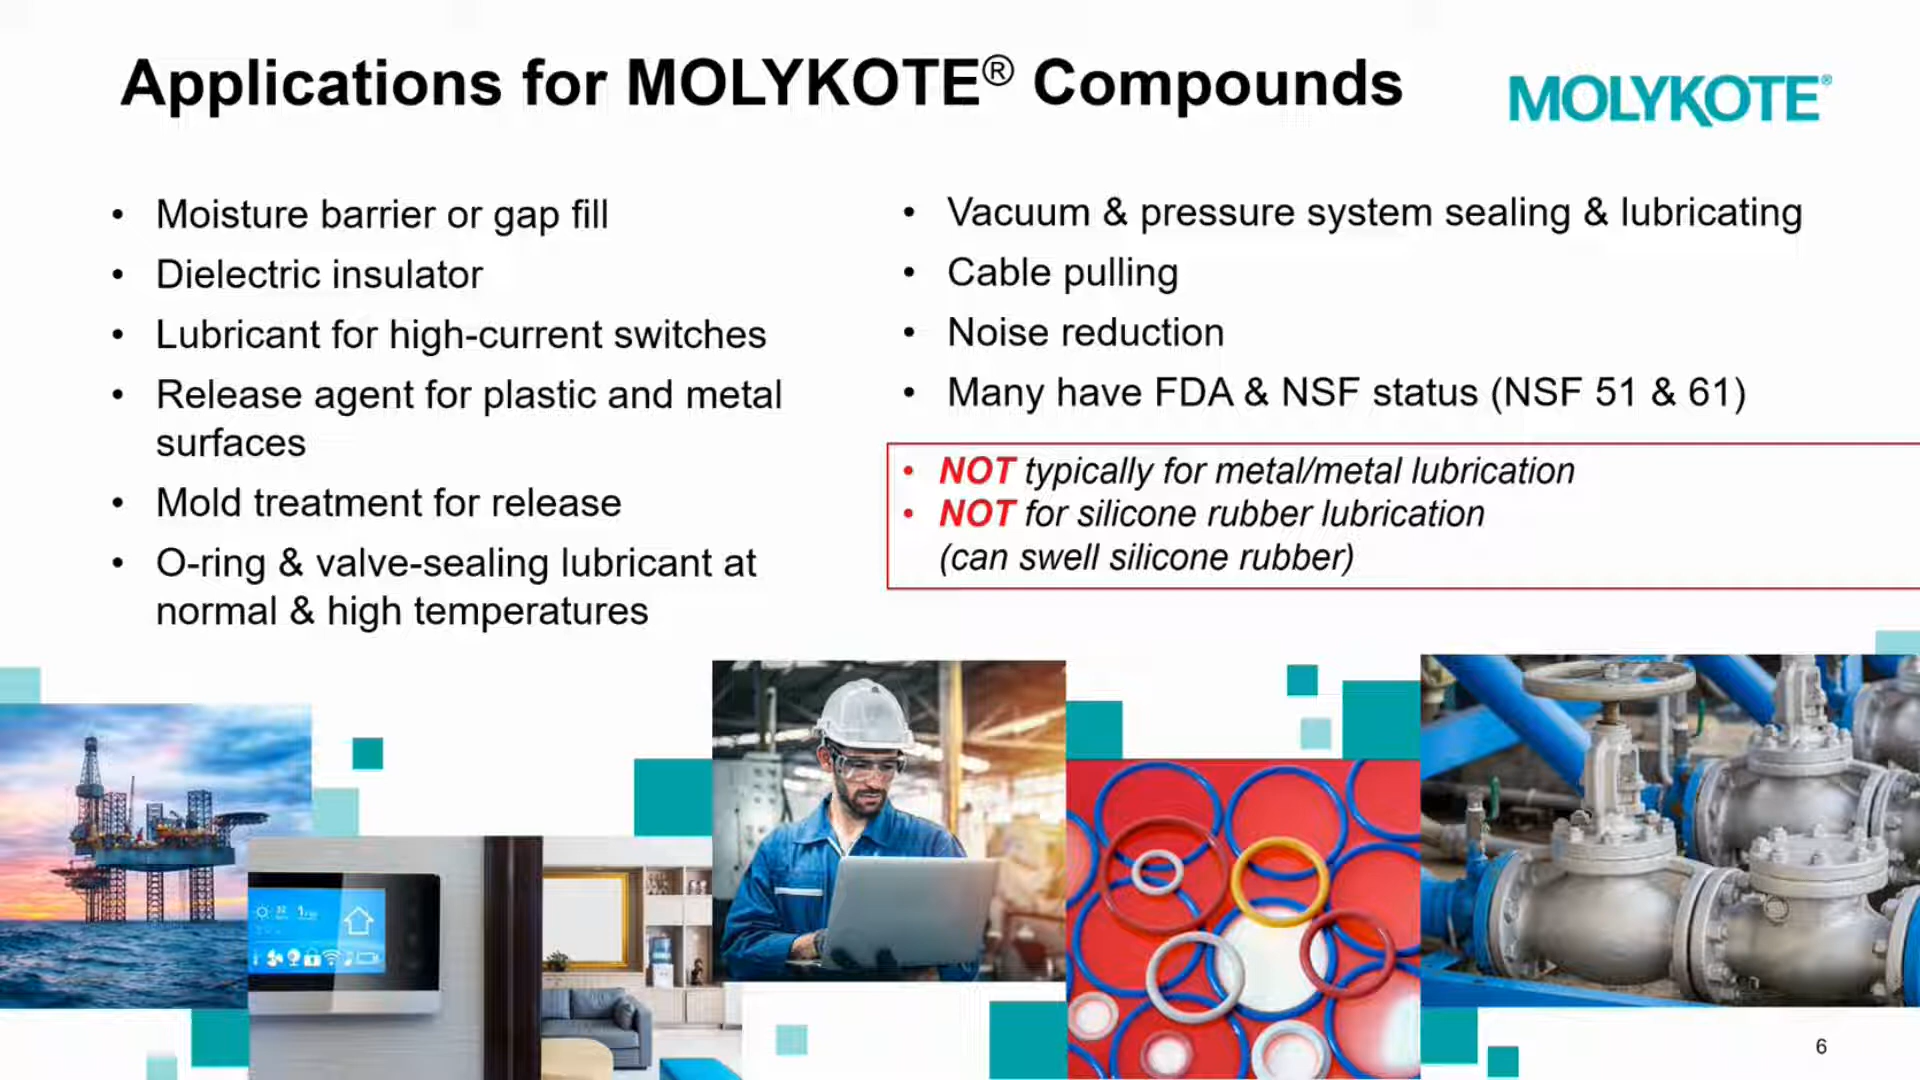 Applications for MOLYKOTE® Compounds
MOLYKOTE®
• Moisture barrier or gap fill
• Dielectric insulator
• Lubricant for high-current switches
• Release agent for plastic and metal
surfaces
• Mold treatment for release
• O-ring & valve-sealing lubricant at
normal & high temperatures
• Vacuum & pressure system sealing & lubricating
• Cable pulling
• Noise reduction
• Many have FDA & NSF status (NSF 51 & 61)
• NOT typically for metal/metal lubrication
• NOT for silicone rubber lubrication
(can swell silicone rubber)
6